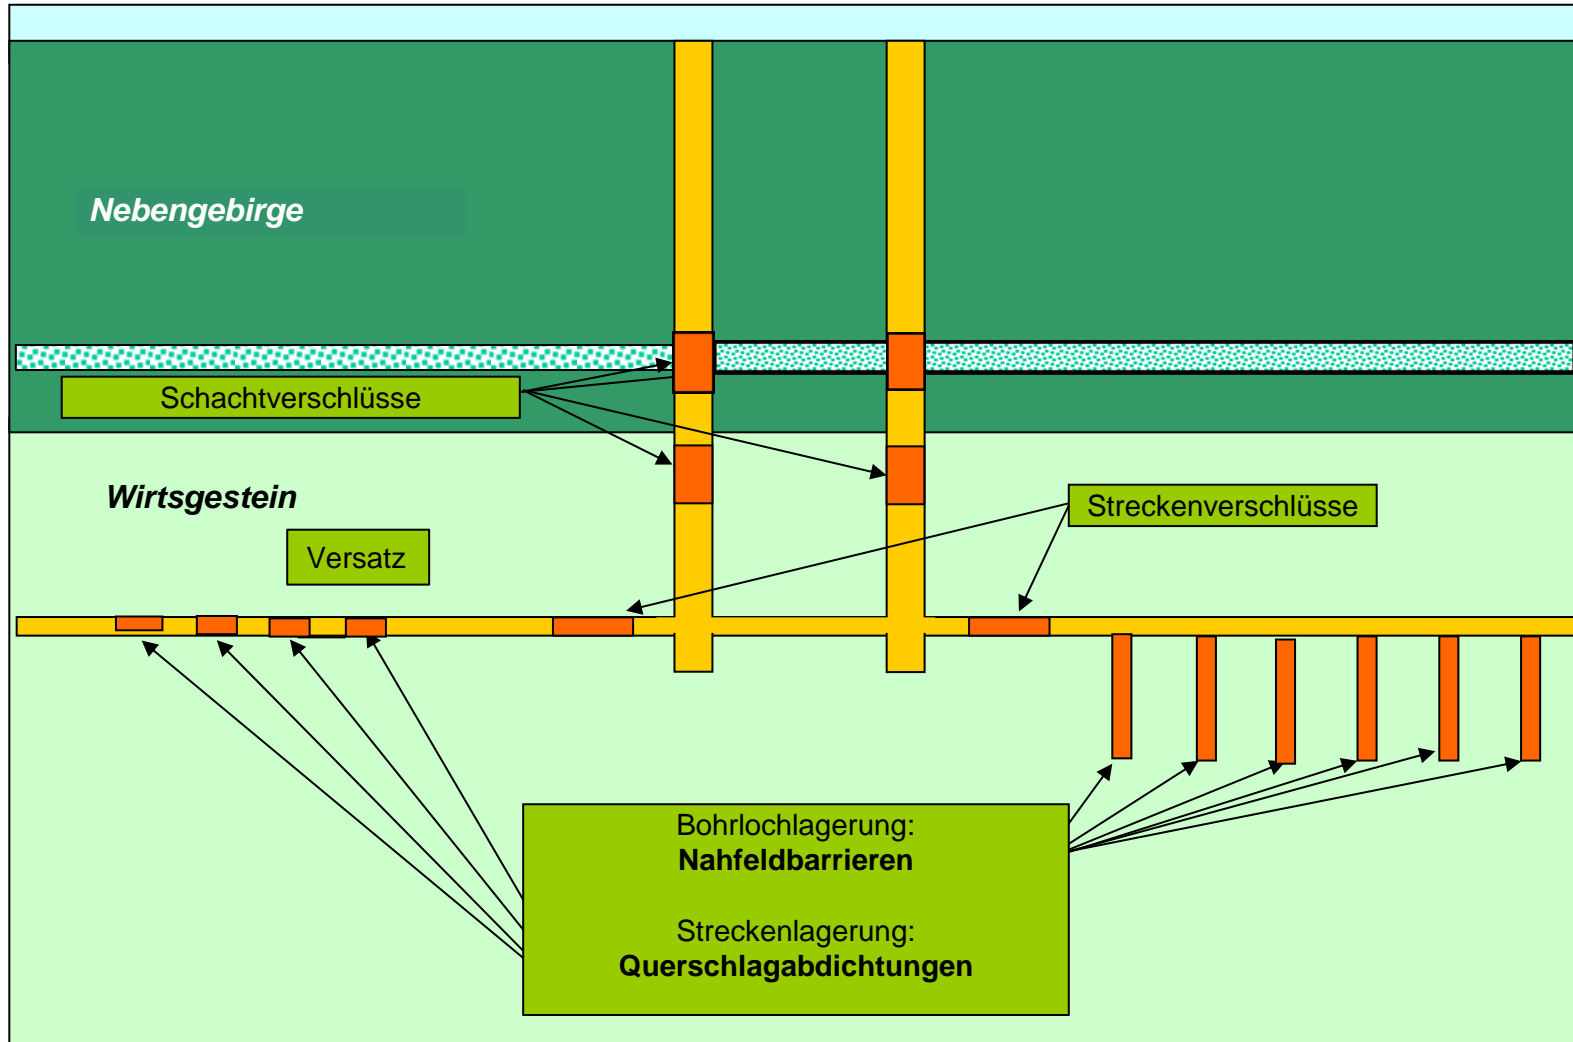 Nebengebirge
Schachtverschlüsse
Wirtsgestein
Streckenverschlüsse
Versatz
Bohrlochlagerung:
Nahfeldbarrieren
Streckenlagerung:
Querschlagabdichtungen